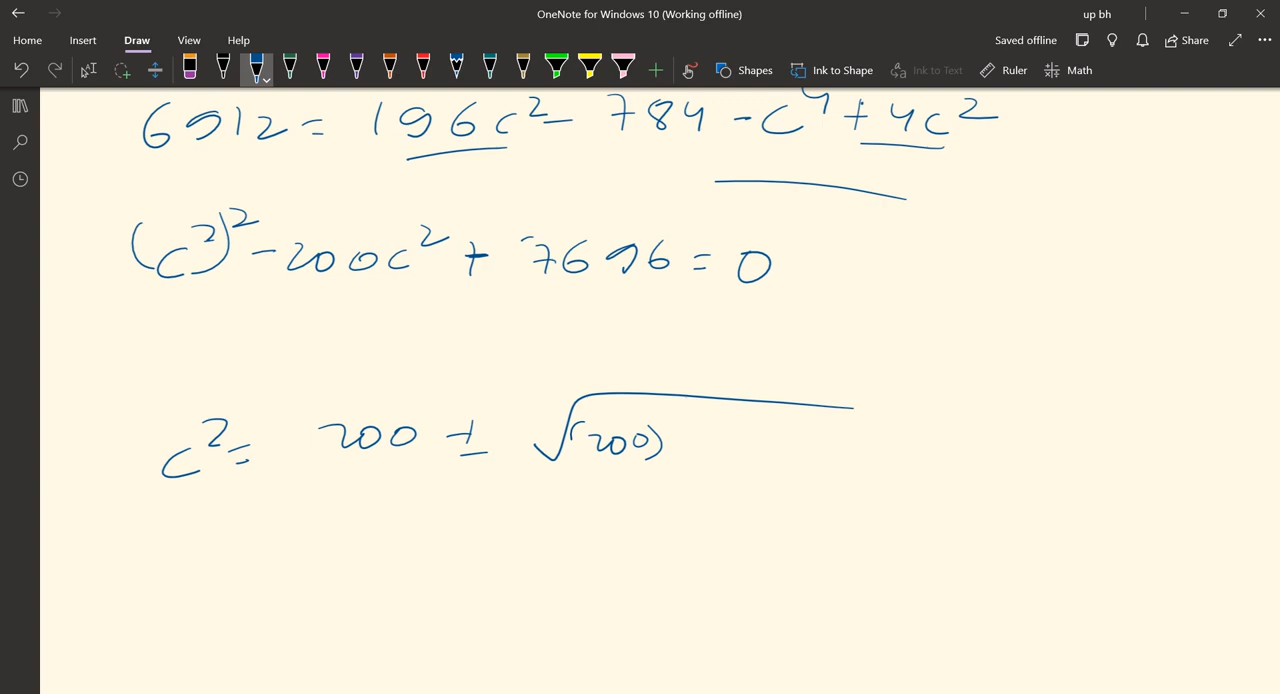 OneNote for Windows 10 (Working offline)
up bh
Home Insert Draw View Help
Saved offline
Share
Shapes
Ink to Shape
Ink to Text
Ruler
Math
6912 = 196c² - 784 - c⁴ + 4c²
(c²)² - 200c² + 7696 = 0
c² = 200 ± √(200)